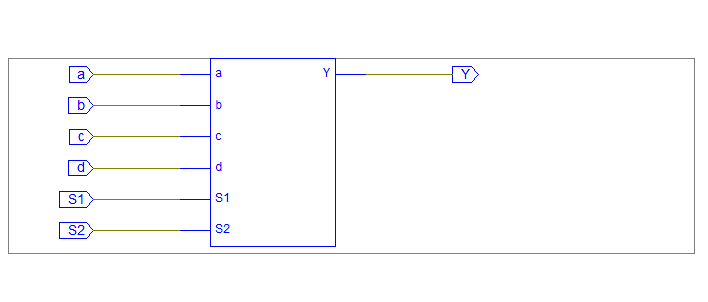 a a Y Y
b b
c c
d d
S1 S1
S2 S2